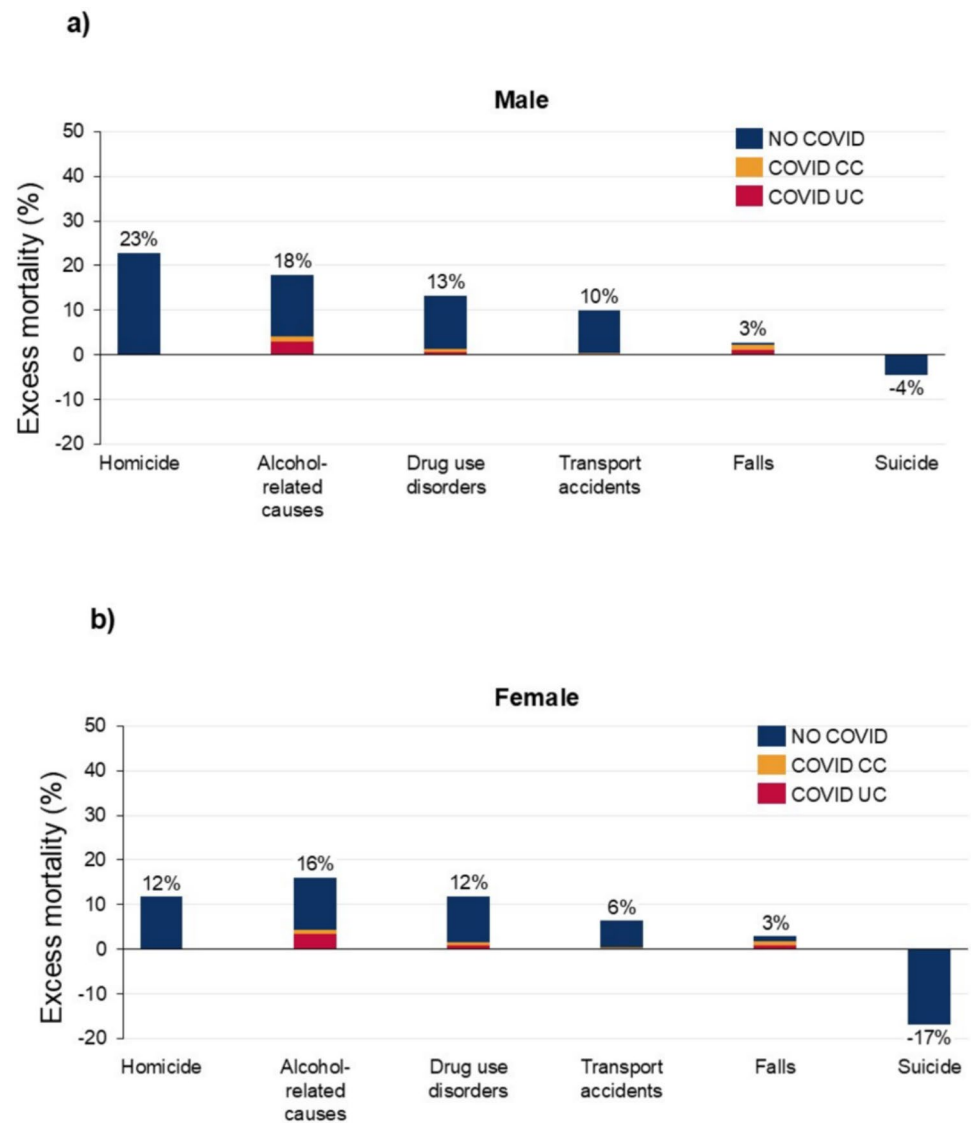 a)
Male
Excess mortality (%)
50
40
30
20
10
0
-10
-20
NO COVID
COVID CC
COVID UC
23%
18%
13%
10%
3%
-4%
Homicide
Alcohol-
related
causes
Drug use
disorders
Transport
accidents
Falls
Suicide
b)
Female
Excess mortality (%)
50
40
30
20
10
0
-10
-20
NO COVID
COVID CC
COVID UC
12%
16%
12%
6%
3%
-17%
Homicide
Alcohol-
related
causes
Drug use
disorders
Transport
accidents
Falls
Suicide